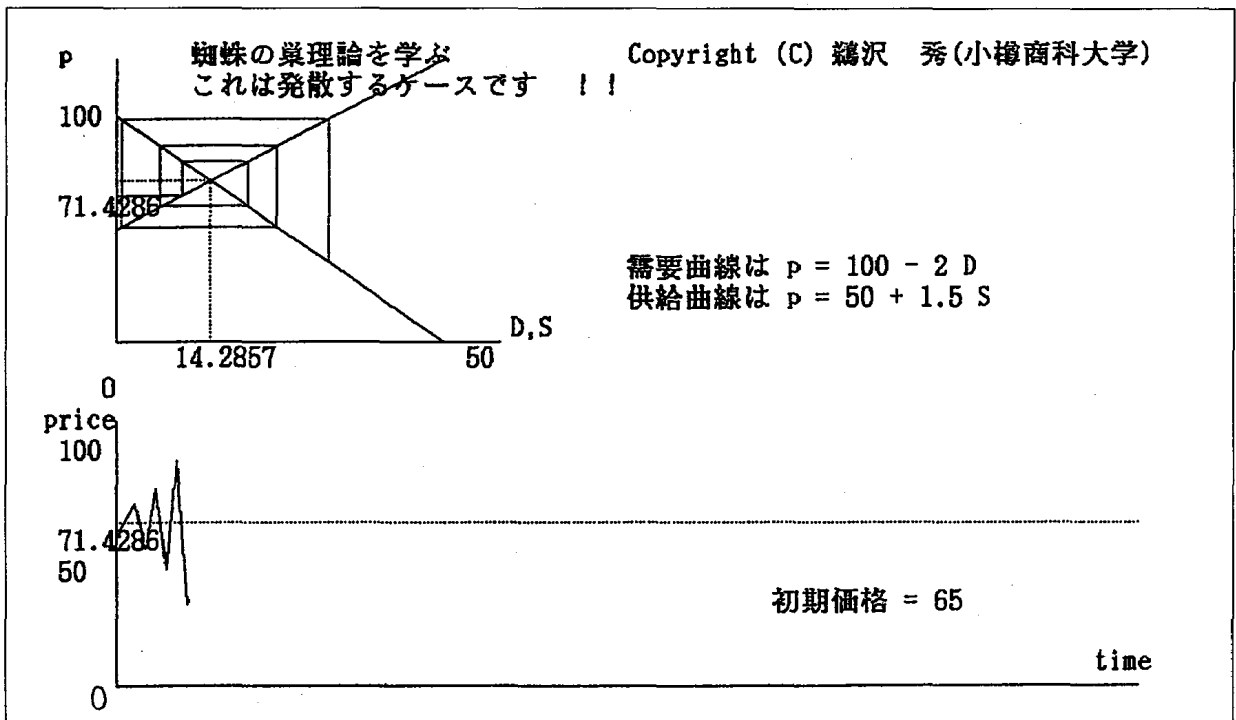 p
蜘蛛の巣理論を学ぶ
これは発散するケースです !!
Copyright (C) 鵜沢 秀(小樽商科大学)
100
71.4286
需要曲線は p = 100 - 2 D
供給曲線は p = 50 + 1.5 S
D,S
14.2857
50
0
price
100
71.4286
50
初期価格 = 65
time
0